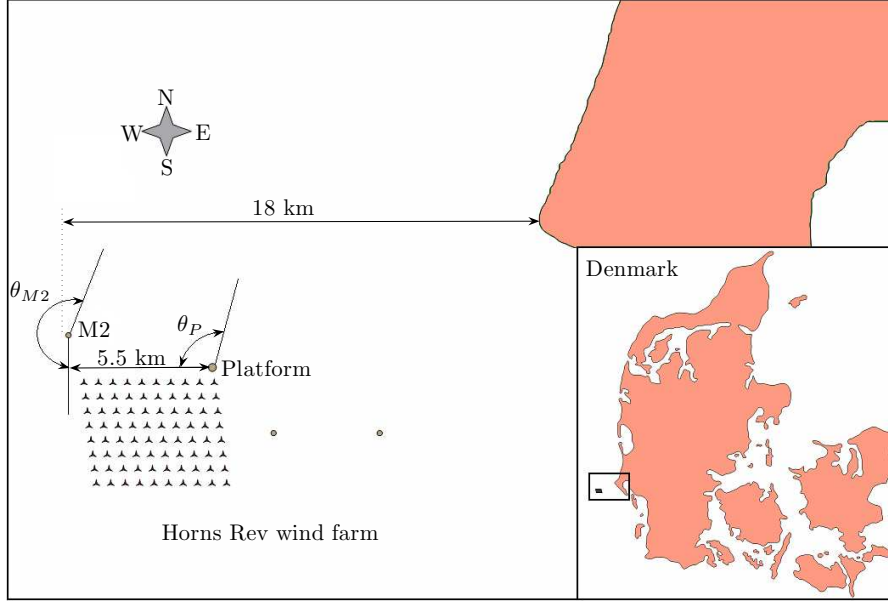 N
W E
S
18 km
Denmark
θ_{M2}
θ_P
M2
5.5 km
Platform
Horns Rev wind farm